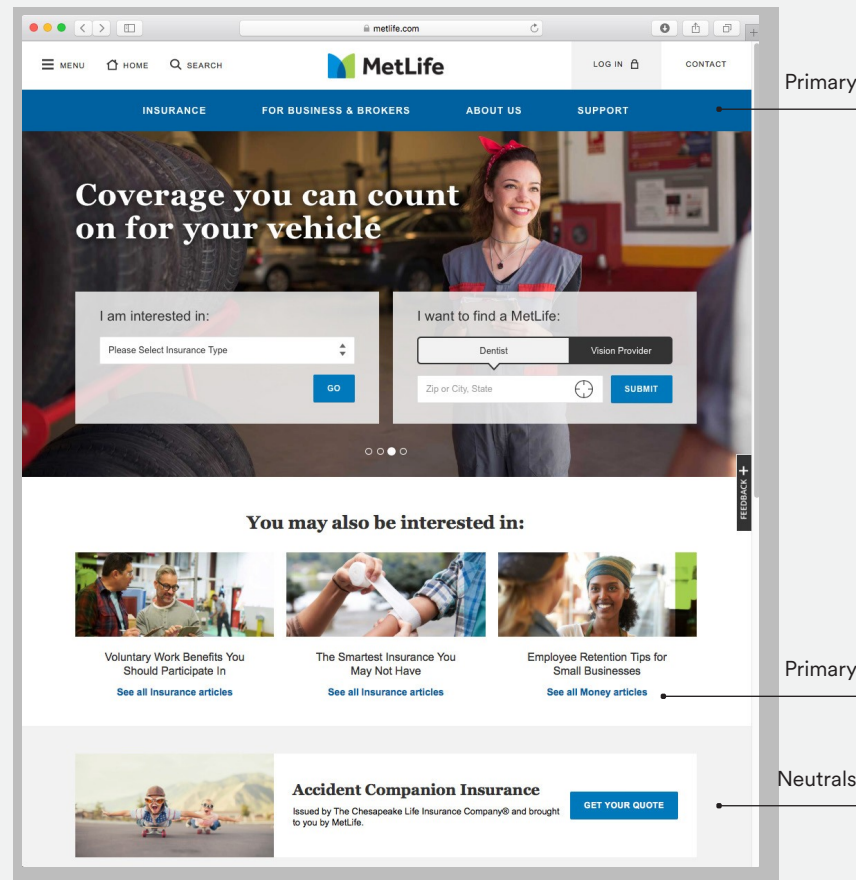 metlife.com
MENU HOME SEARCH MetLife LOG IN CONTACT
INSURANCE FOR BUSINESS & BROKERS ABOUT US SUPPORT
Primary
Coverage you can count
on for your vehicle
I am interested in:
Please Select Insurance Type
GO
I want to find a MetLife:
Dentist Vision Provider
Zip or City, State SUBMIT
FEEDBACK +
You may also be interested in:
Voluntary Work Benefits You
Should Participate In
See all Insurance articles
The Smartest Insurance You
May Not Have
See all Insurance articles
Employee Retention Tips for
Small Businesses
See all Money articles
Primary
Neutrals
Accident Companion Insurance
Issued by The Chesapeake Life Insurance Company® and brought
to you by MetLife.
GET YOUR QUOTE